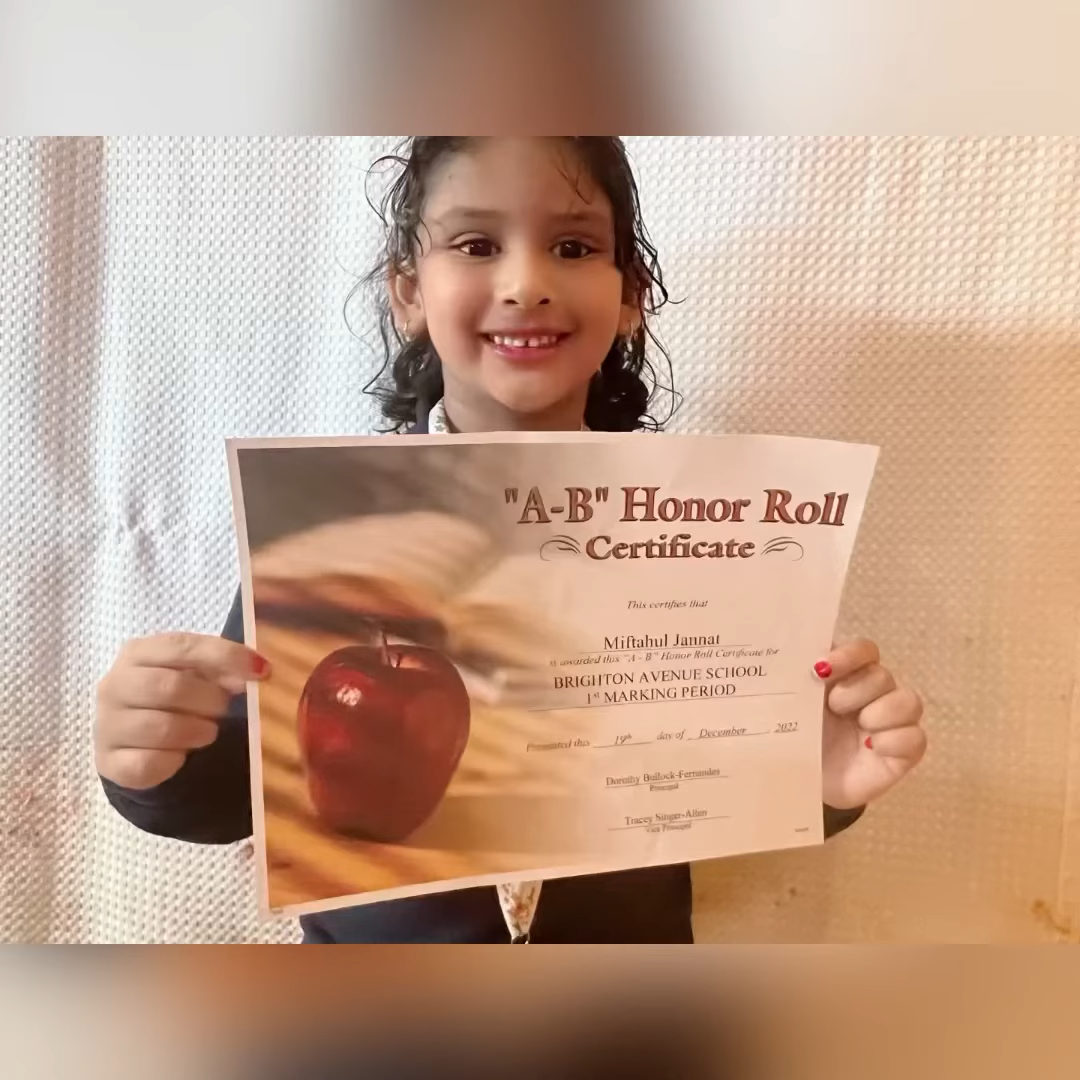 "A-B" Honor Roll
Certificate
This certifies that
Miftahul Jannat
is awarded this "A - B" Honor Roll Certificate for
BRIGHTON AVENUE SCHOOL
1st MARKING PERIOD
Presented this 19th day of December 2022
Dorothy Bullock-Fernandes
Principal
Tracey Singer-Allen
Vice Principal